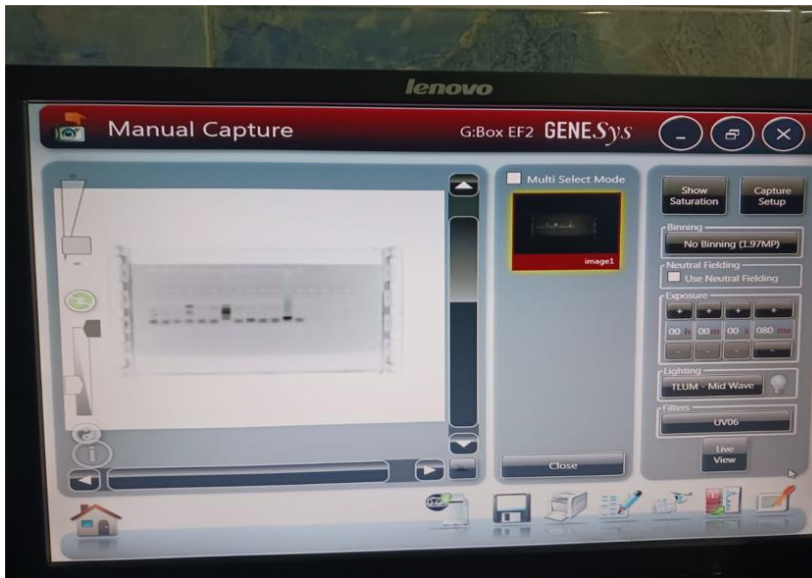 lenovo
Manual Capture
G:Box EF2 GENESys
Multi Select Mode
image1
Close
Show Saturation
Capture Setup
Binning
No Binning (1.97MP)
Neutral Fielding
Use Neutral Fielding
Exposure
+ + + +
00 h 00 m 00 s 080 ms
- - - -
Lighting
TLUM - Mid Wave
Filters
UV06
Live View